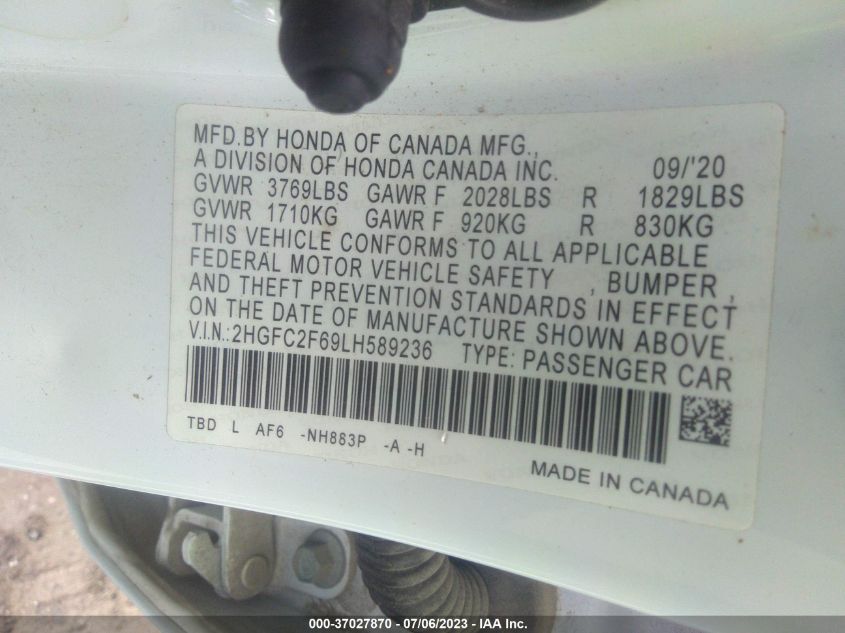 MFD.BY HONDA OF CANADA MFG.,
A DIVISION OF HONDA CANADA INC. 09/'20
GVWR 3769LBS GAWR F 2028LBS R 1829LBS
GVWR 1710KG GAWR F 920KG R 830KG
THIS VEHICLE CONFORMS TO ALL APPLICABLE
FEDERAL MOTOR VEHICLE SAFETY , BUMPER ,
AND THEFT PREVENTION STANDARDS IN EFFECT
ON THE DATE OF MANUFACTURE SHOWN ABOVE.
V.I.N.:2HGFC2F69LH589236 TYPE: PASSENGER CAR
TBD L AF6 -NH883P -A -H
MADE IN CANADA
000-37027870 / 07/06/2023 - IAA Inc.